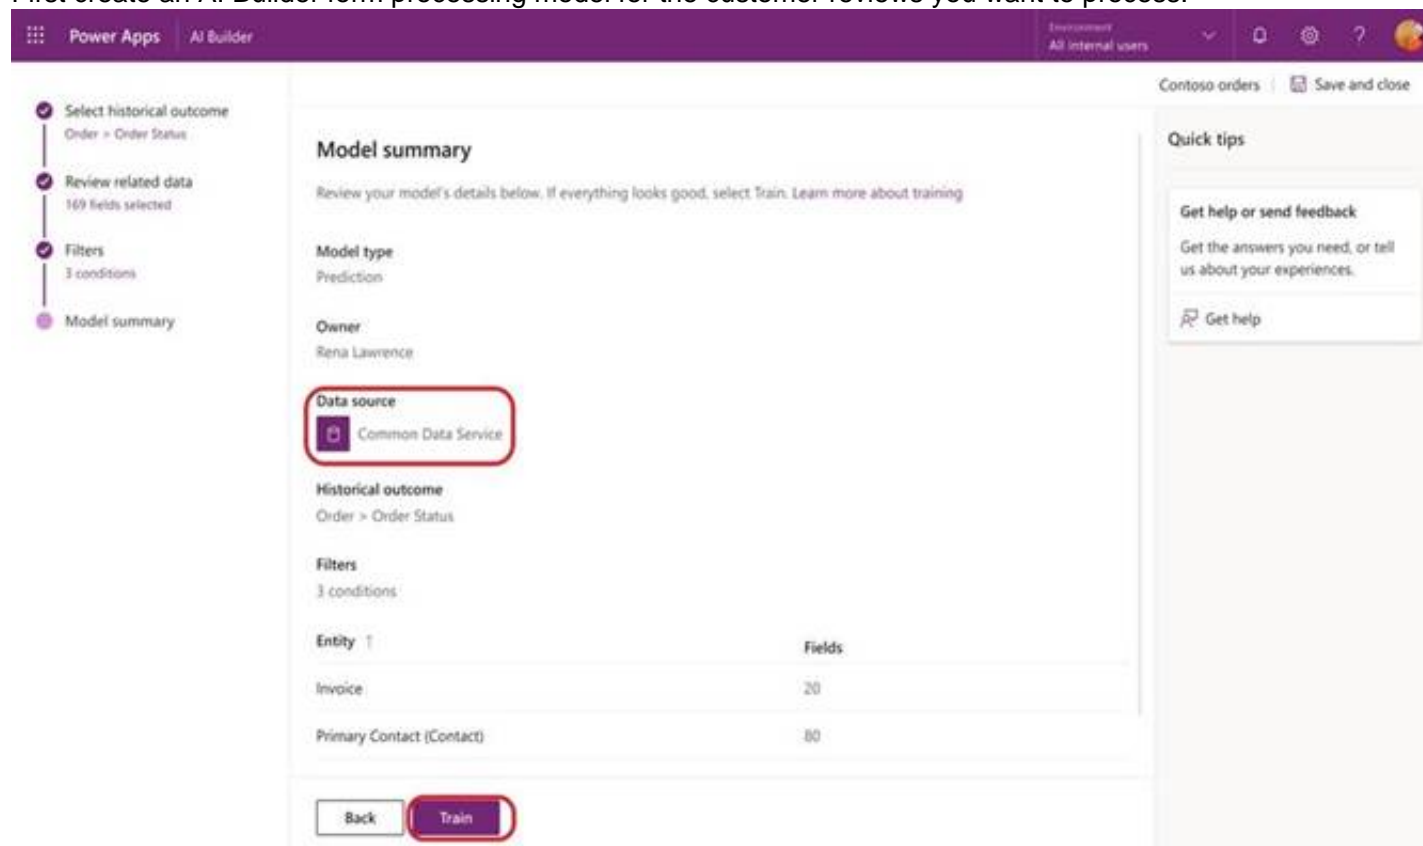 First create an AI Builder form processing model for the customer reviews you want to process.
Power Apps AI Builder
Environment
All internal users
?
Contoso orders Save and close
Select historical outcome
Order > Order Status
Review related data
169 fields selected
Filters
3 conditions
Model summary
Model summary
Review your model's details below. If everything looks good, select Train. Learn more about training
Model type
Prediction
Owner
Rena Lawrence
Data source
Common Data Service
Historical outcome
Order > Order Status
Filters
3 conditions
Entity ↑ Fields
Invoice 20
Primary Contact (Contact) 80
Back Train
Quick tips
Get help or send feedback
Get the answers you need, or tell
us about your experiences.
Get help